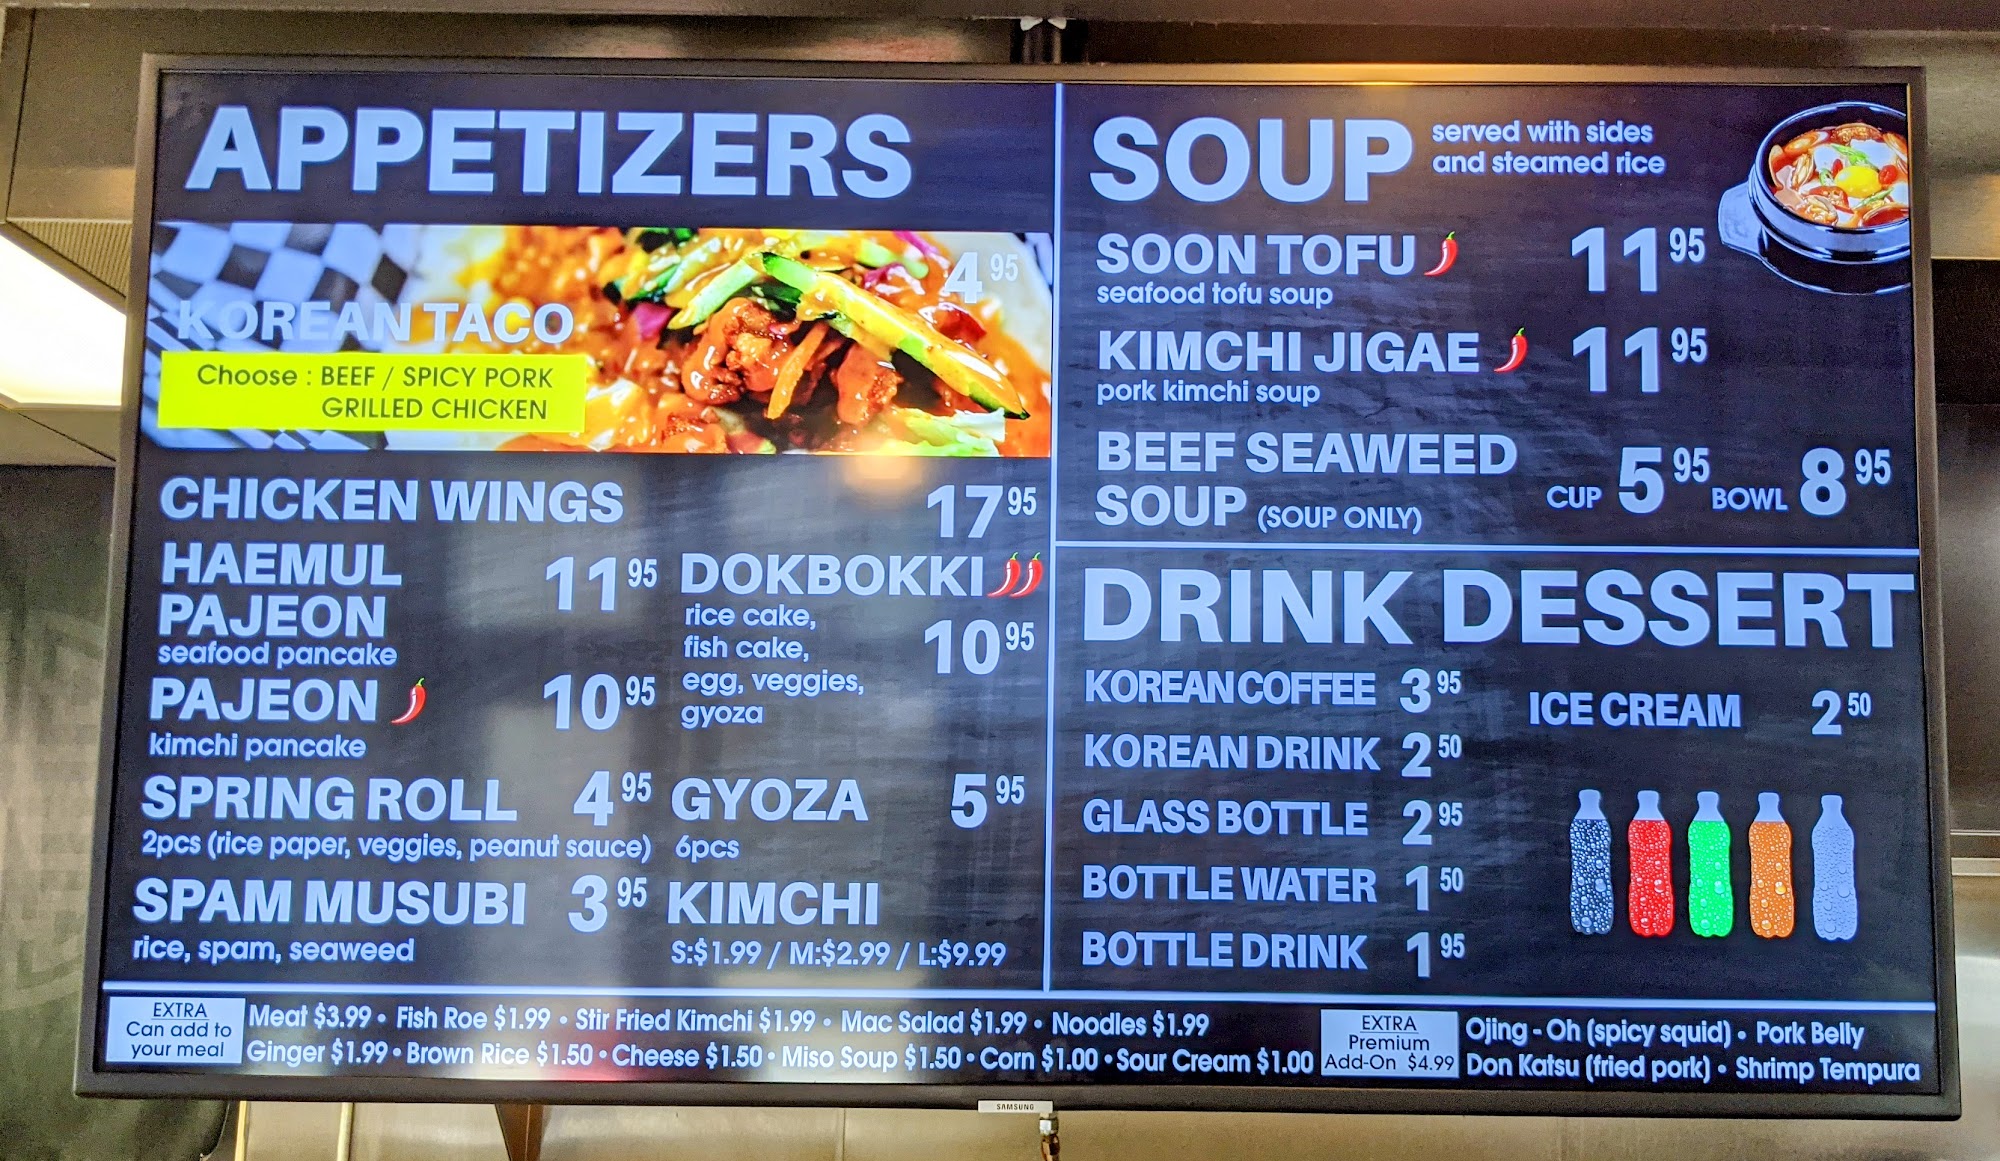 APPETIZERS
KOREAN TACO 4 95
Choose : BEEF / SPICY PORK
GRILLED CHICKEN
CHICKEN WINGS 17 95
HAEMUL
PAJEON 11 95
seafood pancake
PAJEON 10 95
kimchi pancake
DOKBOKKI
rice cake,
fish cake, 10 95
egg, veggies,
gyoza
SPRING ROLL 4 95
2pcs (rice paper, veggies, peanut sauce)
GYOZA 5 95
6pcs
SPAM MUSUBI 3 95
rice, spam, seaweed
KIMCHI
S:$1.99 / M:$2.99 / L:$9.99
SOUP
served with sides
and steamed rice
SOON TOFU 11 95
seafood tofu soup
KIMCHI JIGAE 11 95
pork kimchi soup
BEEF SEAWEED
SOUP (SOUP ONLY) CUP 5 95 BOWL 8 95
DRINK DESSERT
KOREAN COFFEE 3 95
KOREAN DRINK 2 50
GLASS BOTTLE 2 95
BOTTLE WATER 1 50
BOTTLE DRINK 1 95
ICE CREAM 2 50
EXTRA
Can add to
your meal
Meat $3.99 • Fish Roe $1.99 • Stir Fried Kimchi $1.99 • Mac Salad $1.99 • Noodles $1.99
Ginger $1.99 • Brown Rice $1.50 • Cheese $1.50 • Miso Soup $1.50 • Corn $1.00 • Sour Cream $1.00
EXTRA
Premium
Add-On $4.99
Ojing - Oh (spicy squid) • Pork Belly
Don Katsu (fried pork) • Shrimp Tempura
SAMSUNG